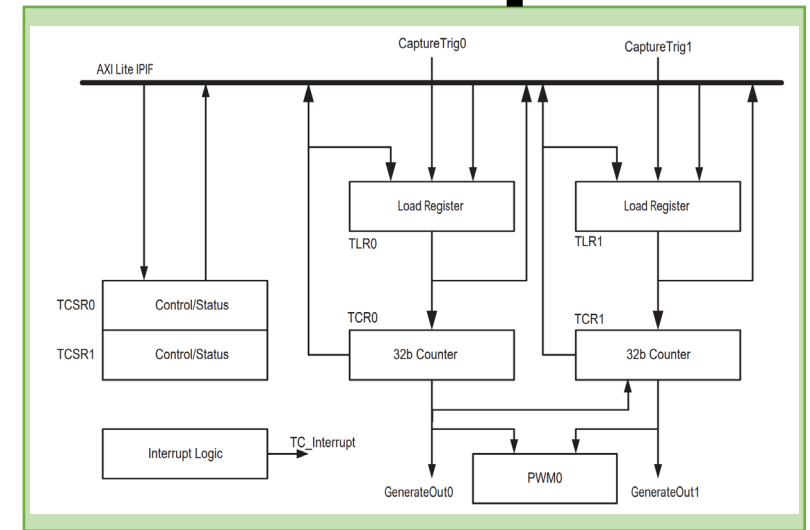 CaptureTrig0
CaptureTrig1
AXI Lite IPIF
Load Register
Load Register
TLR0
TLR1
TCSR0
Control/Status
TCR0
TCR1
TCSR1
Control/Status
32b Counter
32b Counter
Interrupt Logic
TC_Interrupt
PWM0
GenerateOut0
GenerateOut1